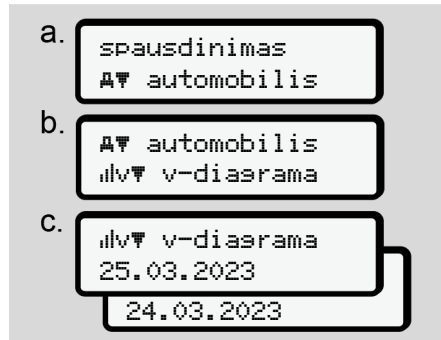 a.
spausdinimas
automobilis
b.
automobilis
v v-diagrama
c.
v v-diagrama
25.03.2023
24.03.2023